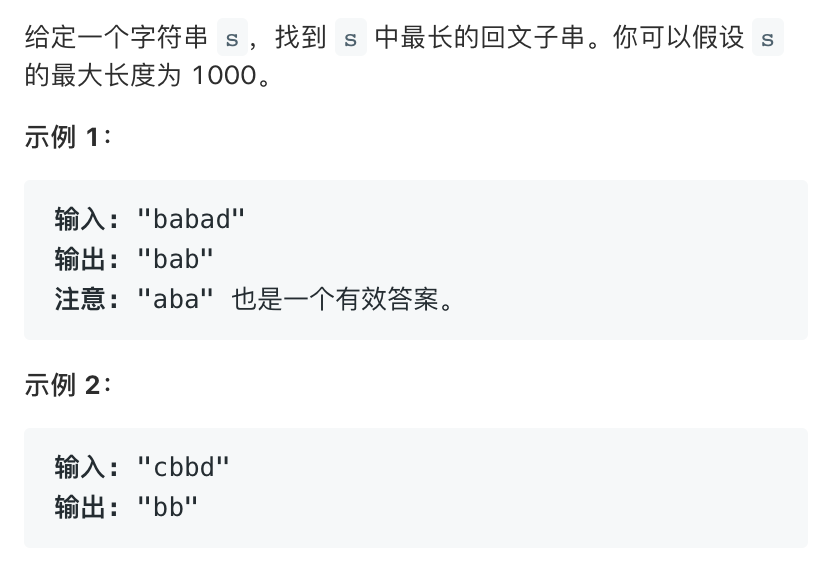 给定一个字符串 s，找到 s 中最长的回文子串。你可以假设 s
的最大长度为 1000。
示例 1：
输入: "babad"
输出: "bab"
注意: "aba" 也是一个有效答案。
示例 2：
输入: "cbbd"
输出: "bb"